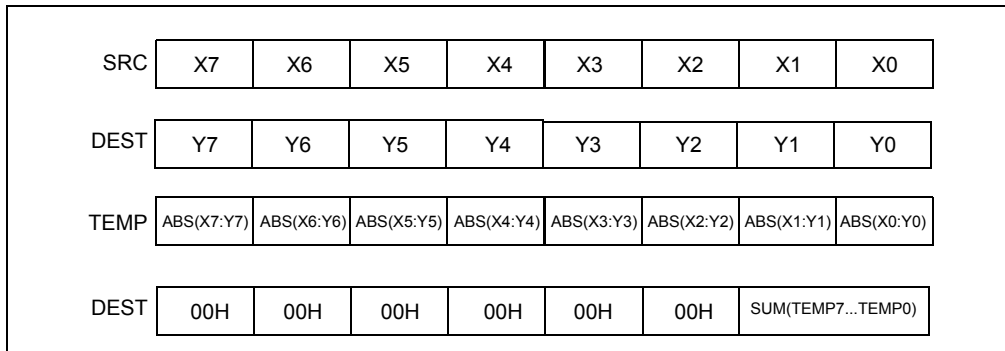 SRC X7 X6 X5 X4 X3 X2 X1 X0
DEST Y7 Y6 Y5 Y4 Y3 Y2 Y1 Y0
TEMP ABS(X7:Y7) ABS(X6:Y6) ABS(X5:Y5) ABS(X4:Y4) ABS(X3:Y3) ABS(X2:Y2) ABS(X1:Y1) ABS(X0:Y0)
DEST 00H 00H 00H 00H 00H 00H SUM(TEMP7...TEMP0)